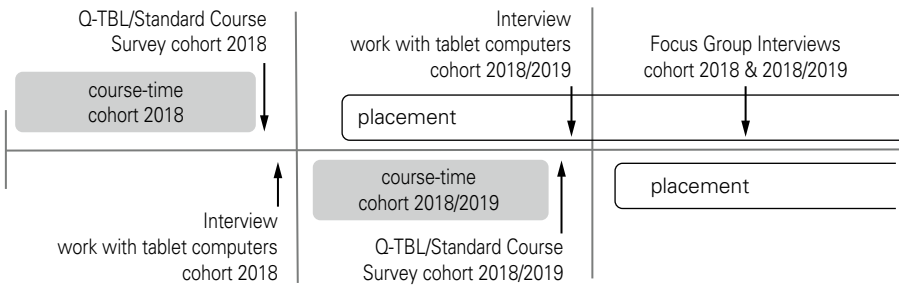 Q-TBL/Standard Course
Survey cohort 2018
course-time
cohort 2018
Interview
work with tablet computers
cohort 2018/2019
placement
Focus Group Interviews
cohort 2018 & 2018/2019
Interview
work with tablet computers
cohort 2018
course-time
cohort 2018/2019
Q-TBL/Standard Course
Survey cohort 2018/2019
placement